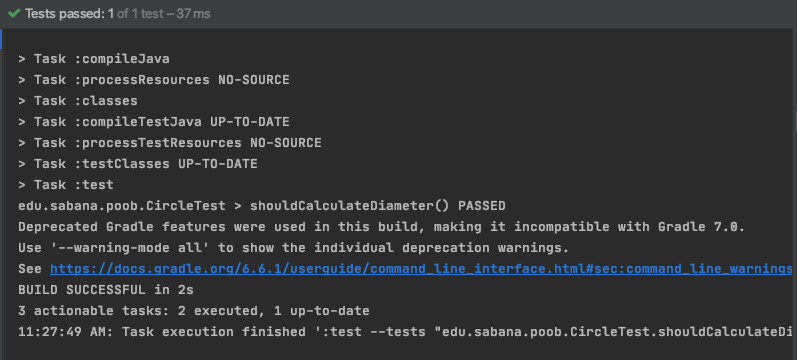 Tests passed: 1 of 1 test – 37 ms
> Task :compileJava
> Task :processResources NO-SOURCE
> Task :classes
> Task :compileTestJava UP-TO-DATE
> Task :processTestResources NO-SOURCE
> Task :testClasses UP-TO-DATE
> Task :test
edu.sabana.poob.CircleTest > shouldCalculateDiameter() PASSED
Deprecated Gradle features were used in this build, making it incompatible with Gradle 7.0.
Use '--warning-mode all' to show the individual deprecation warnings.
See https://docs.gradle.org/6.6.1/userguide/command_line_interface.html#sec:command_line_warnings
BUILD SUCCESSFUL in 2s
3 actionable tasks: 2 executed, 1 up-to-date
11:27:49 AM: Task execution finished ':test --tests "edu.sabana.poob.CircleTest.shouldCalculateDi